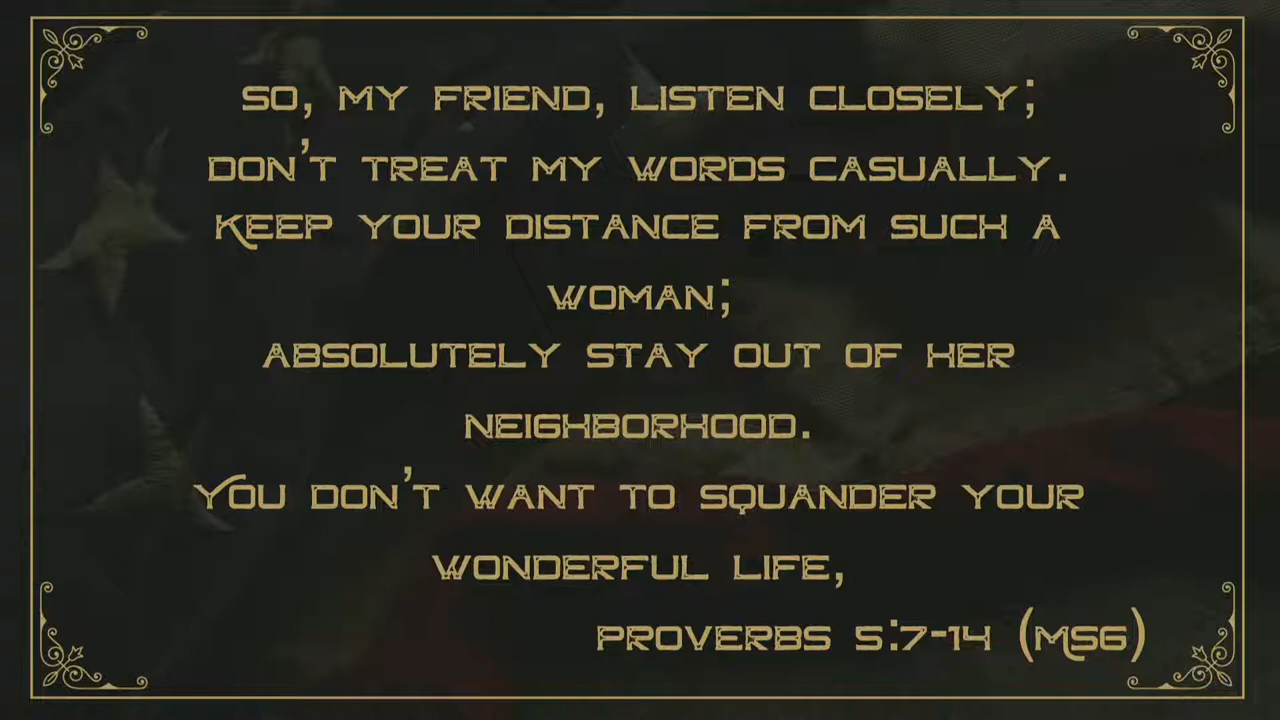 SO, MY FRIEND, LISTEN CLOSELY;
DON'T TREAT MY WORDS CASUALLY.
KEEP YOUR DISTANCE FROM SUCH A
WOMAN;
ABSOLUTELY STAY OUT OF HER
NEIGHBORHOOD.
YOU DON'T WANT TO SQUANDER YOUR
WONDERFUL LIFE,
PROVERBS 5:7-14 (MSG)